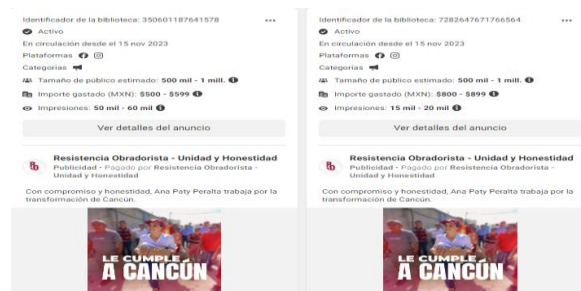 Identificador de la biblioteca: 350601187641578
Activo
En circulación desde el 15 nov 2023
Plataformas
Categorías
Tamaño de público estimado: 500 mil - 1 mill.
Importe gastado (MXN): $500 - $599
Impresiones: 50 mil - 60 mil
Ver detalles del anuncio
Resistencia Obradorista - Unidad y Honestidad
Publicidad • Pagado por Resistencia Obradorista -
Unidad y Honestidad
Con compromiso y honestidad, Ana Paty Peralta trabaja por la
transformación de Cancún.
LE CUMPLE
A CANCÚN
Identificador de la biblioteca: 7282647671766564
Activo
En circulación desde el 15 nov 2023
Plataformas
Categorías
Tamaño de público estimado: 500 mil - 1 mill.
Importe gastado (MXN): $800 - $899
Impresiones: 15 mil - 20 mil
Ver detalles del anuncio
Resistencia Obradorista - Unidad y Honestidad
Publicidad • Pagado por Resistencia Obradorista -
Unidad y Honestidad
Con compromiso y honestidad, Ana Paty Peralta trabaja por la
transformación de Cancún.
LE CUMPLE
A CANCÚN